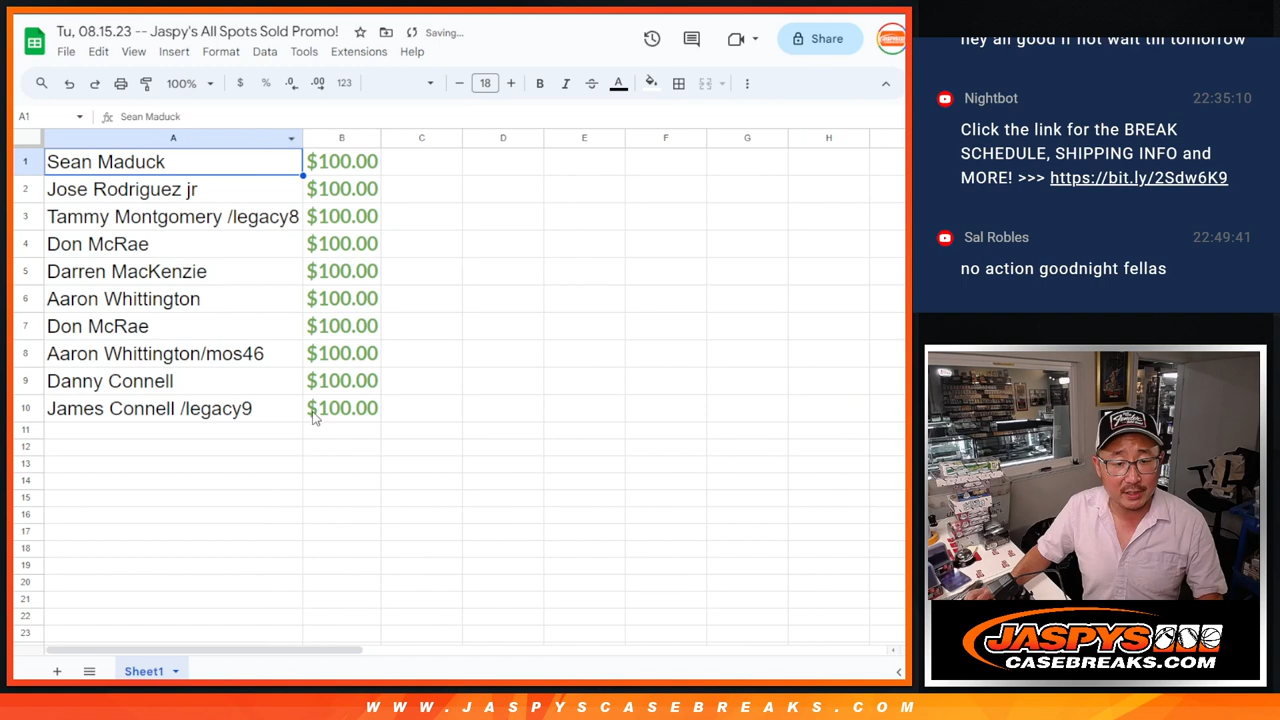 Tu, 08.15.23 -- Jaspy's All Spots Sold Promo!
Saving...
File Edit View Insert Format Data Tools Extensions Help
Share
100% $ % .0 .00 123 18 B I A
A1 Sean Maduck
A B C D E F G H
1 Sean Maduck $100.00
2 Jose Rodriguez jr $100.00
3 Tammy Montgomery /legacy8 $100.00
4 Don McRae $100.00
5 Darren MacKenzie $100.00
6 Aaron Whittington $100.00
7 Don McRae $100.00
8 Aaron Whittington/mos46 $100.00
9 Danny Connell $100.00
10 James Connell /legacy9 $100.00
11
12
13
14
15
16
17
18
19
20
21
22
23
Sheet1
hey all good if not wait till tomorrow
Nightbot 22:35:10
Click the link for the BREAK
SCHEDULE, SHIPPING INFO and
MORE! >>> https://bit.ly/2Sdw6K9
Sal Robles 22:49:41
no action goodnight fellas
JASPYS
CASEBREAKS.COM
WWW.JASPYSCASEBREAKS.COM